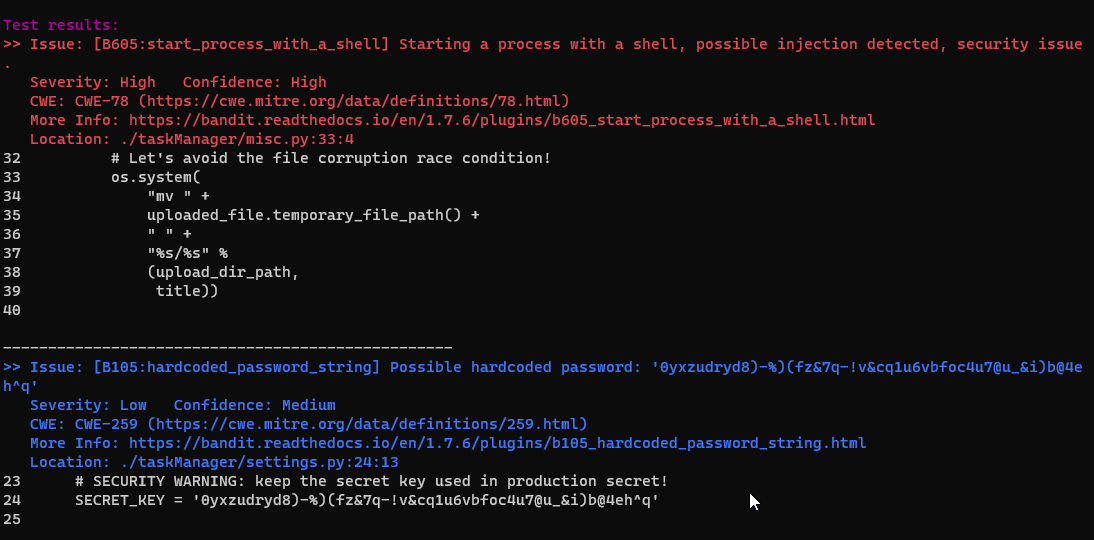 Test results:
>> Issue: [B605:start_process_with_a_shell] Starting a process with a shell, possible injection detected, security issue
.
   Severity: High   Confidence: High
   CWE: CWE-78 (https://cwe.mitre.org/data/definitions/78.html)
   More Info: https://bandit.readthedocs.io/en/1.7.6/plugins/b605_start_process_with_a_shell.html
   Location: ./taskManager/misc.py:33:4
32          # Let's avoid the file corruption race condition!
33          os.system(
34              "mv " +
35              uploaded_file.temporary_file_path() +
36              " " +
37              "%s/%s" %
38              (upload_dir_path,
39               title))
40
--------------------------------------------------
>> Issue: [B105:hardcoded_password_string] Possible hardcoded password: '0yxzudryd8)-%)(fz&7q-!v&cq1u6vbfoc4u7@u_&i)b@4e
h^q'
   Severity: Low   Confidence: Medium
   CWE: CWE-259 (https://cwe.mitre.org/data/definitions/259.html)
   More Info: https://bandit.readthedocs.io/en/1.7.6/plugins/b105_hardcoded_password_string.html
   Location: ./taskManager/settings.py:24:13
23      # SECURITY WARNING: keep the secret key used in production secret!
24      SECRET_KEY = '0yxzudryd8)-%)(fz&7q-!v&cq1u6vbfoc4u7@u_&i)b@4eh^q'
25